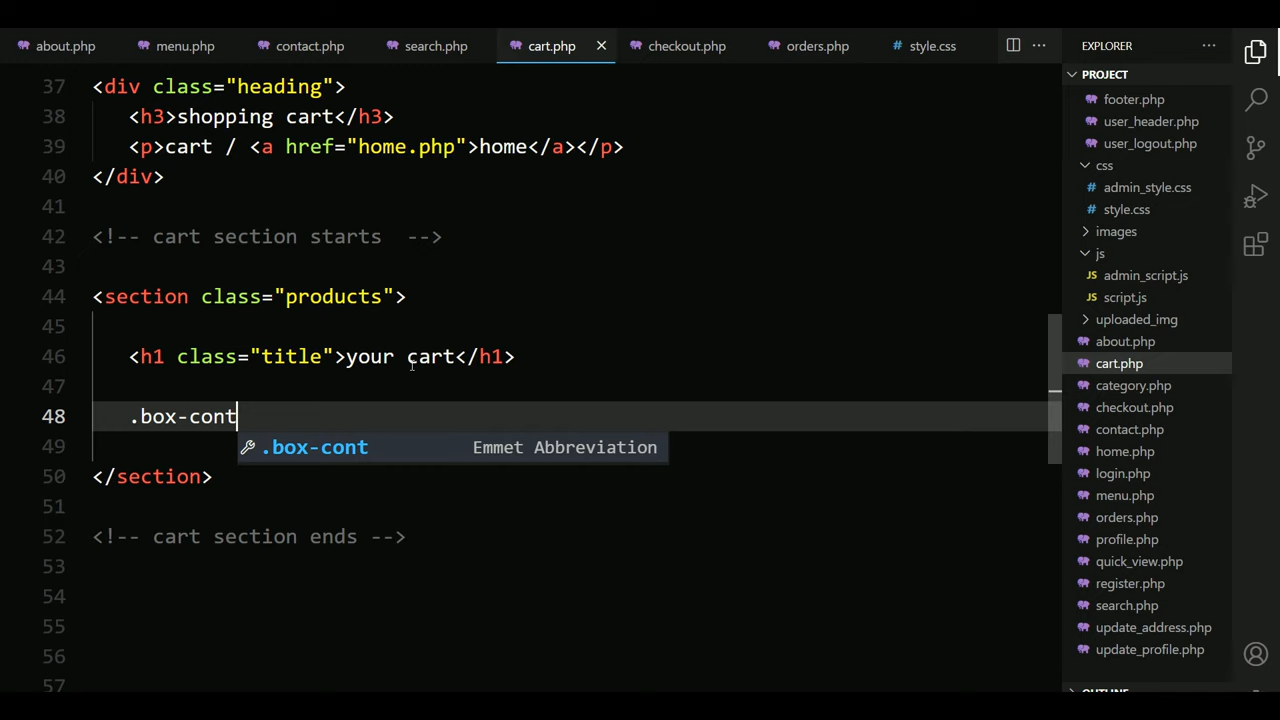 about.php menu.php contact.php search.php cart.php checkout.php orders.php # style.css
37 <div class="heading">
38 <h3>shopping cart</h3>
39 <p>cart / <a href="home.php">home</a></p>
40 </div>
41
42 <!-- cart section starts  -->
43
44 <section class="products">
45
46 <h1 class="title">your cart</h1>
47
48 .box-cont
.box-cont Emmet Abbreviation
49
50 </section>
51
52 <!-- cart section ends -->
53
54
55
56
57
EXPLORER
PROJECT
footer.php
user_header.php
user_logout.php
css
# admin_style.css
# style.css
images
js
JS admin_script.js
JS script.js
uploaded_img
about.php
cart.php
category.php
checkout.php
contact.php
home.php
login.php
menu.php
orders.php
profile.php
quick_view.php
register.php
search.php
update_address.php
update_profile.php
OUTLINE